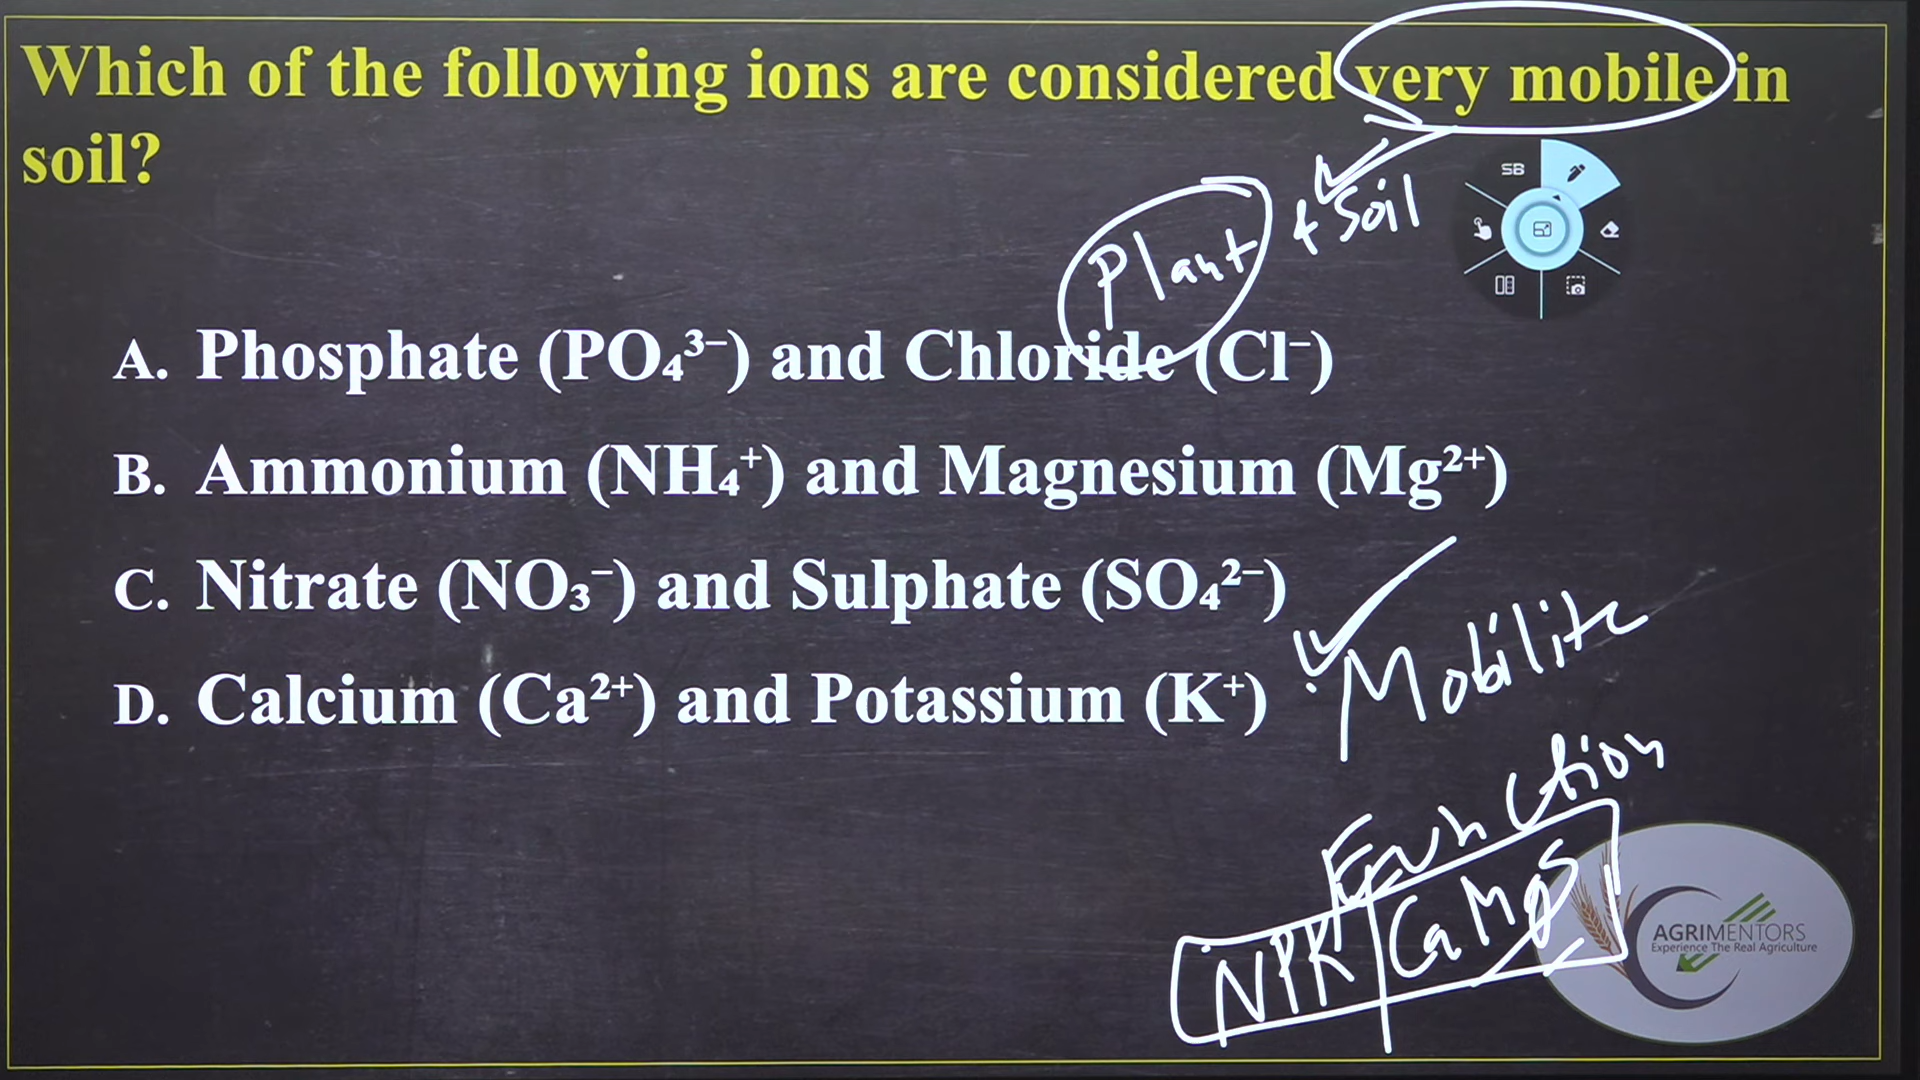 Which of the following ions are considered very mobile in
soil?
SB
Plant & Soil
A. Phosphate (PO₄³⁻) and Chloride (Cl⁻)
B. Ammonium (NH₄⁺) and Magnesium (Mg²⁺)
C. Nitrate (NO₃⁻) and Sulphate (SO₄²⁻)
D. Calcium (Ca²⁺) and Potassium (K⁺)
Mobilite
Function
NPK Ca Mg S
AGRIMENTORS
Experience The Real Agriculture